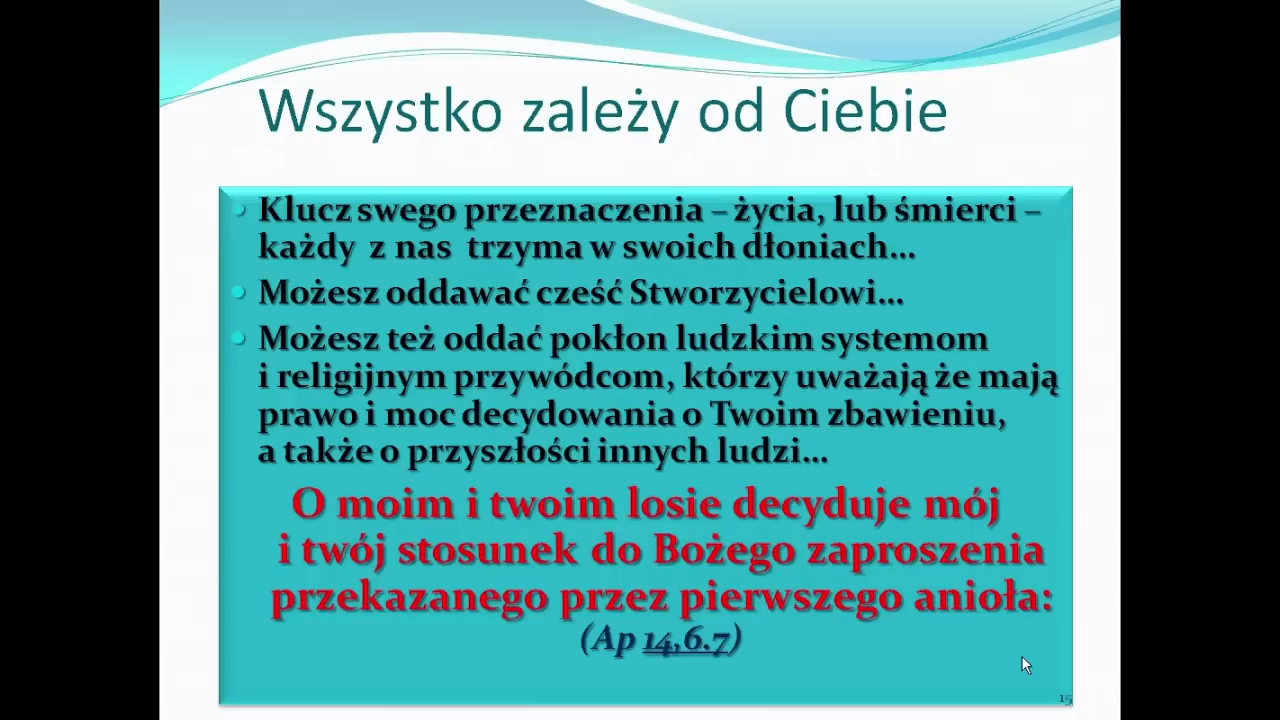 Wszystko zależy od Ciebie
• Klucz swego przeznaczenia – życia, lub śmierci –
każdy z nas trzyma w swoich dłoniach...
• Możesz oddawać cześć Stworzycielowi...
• Możesz też oddać pokłon ludzkim systemom
i religijnym przywódcom, którzy uważają że mają
prawo i moc decydowania o Twoim zbawieniu,
a także o przyszłości innych ludzi...
O moim i twoim losie decyduje mój
i twój stosunek do Bożego zaproszenia
przekazanego przez pierwszego anioła:
(Ap 14,6.7)
15